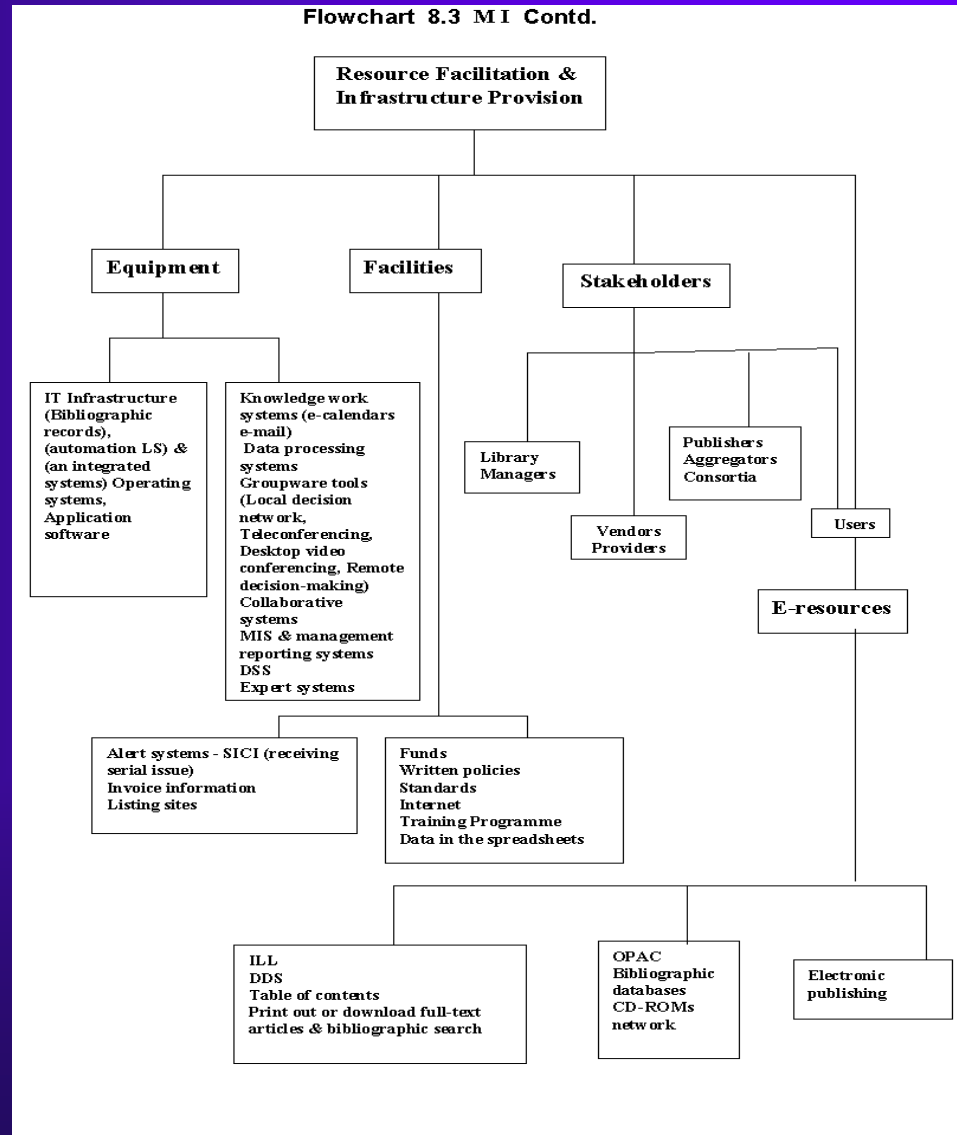 Flowchart 8.3 MI Contd.
Resource Facilitation &
Infrastructure Provision
Equipment
Facilities
Stakeholders
IT Infrastructure
(Bibliographic
records),
(automation LS) &
(an integrated
systems) Operating
systems,
Application
software
Knowledge work
systems (e-calendars
e-mail)
Data processing
systems
Groupware tools
(Local decision
network,
Teleconferencing,
Desktop video
conferencing, Remote
decision-making)
Collaborative
systems
MIS & management
reporting systems
DSS
Expert systems
Library
Managers
Vendors
Providers
Publishers
Aggregators
Consortia
Users
E-resources
Alert systems - SICI (receiving
serial issue)
Invoice information
Listing sites
Funds
Written policies
Standards
Internet
Training Programme
Data in the spreadsheets
ILL
DDS
Table of contents
Print out or download full-text
articles & bibliographic search
OPAC
Bibliographic
databases
CD-ROMs
network
Electronic
publishing